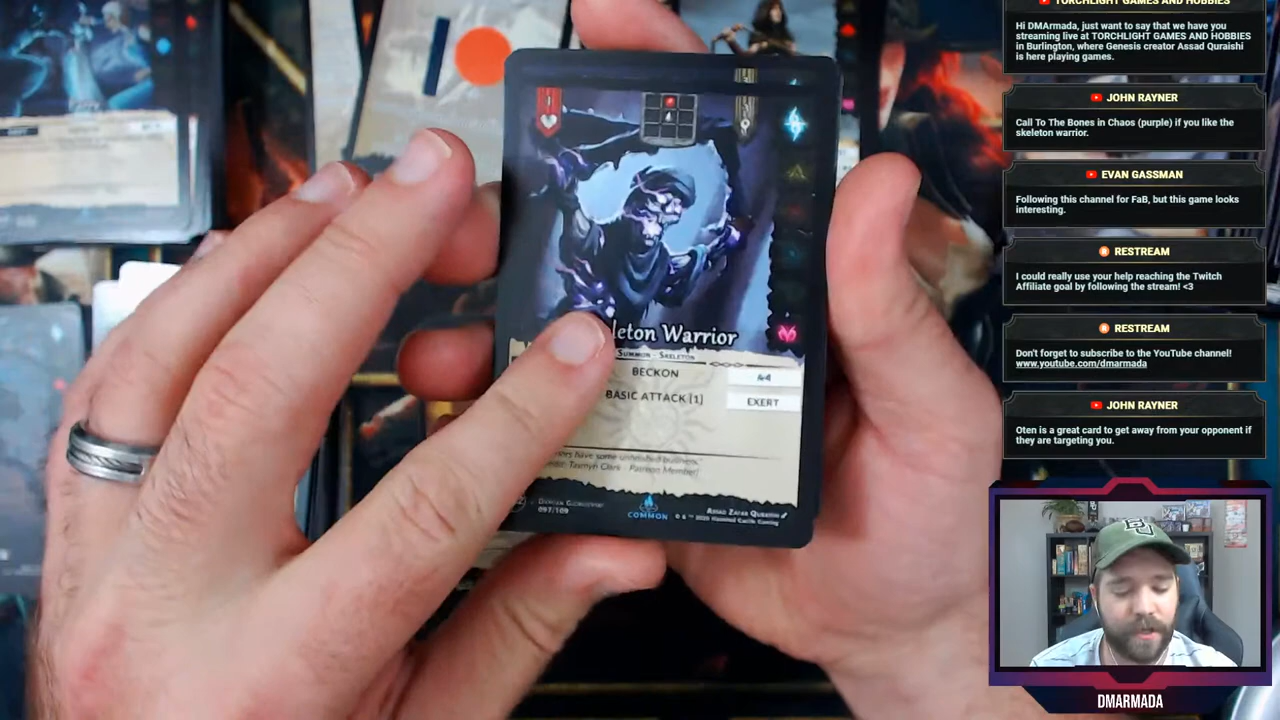 leton Warrior
SUMMON - SKELETON
BECKON
BASIC ATTACK (1)
EXERT
097/109
COMMON
TORCHLIGHT GAMES AND HOBBIES
Hi DMArmada, just want to say that we have you
streaming live at TORCHLIGHT GAMES AND HOBBIES
in Burlington, where Genesis creator Assad Quraishi
is here playing games.
JOHN RAYNER
Call To The Bones in Chaos (purple) if you like the
skeleton warrior.
EVAN GASSMAN
Following this channel for FaB, but this game looks
interesting.
RESTREAM
I could really use your help reaching the Twitch
Affiliate goal by following the stream! <3
RESTREAM
Don't forget to subscribe to the YouTube channel!
www.youtube.com/dmarmada
JOHN RAYNER
Oten is a great card to get away from your opponent if
they are targeting you.
DMARMADA